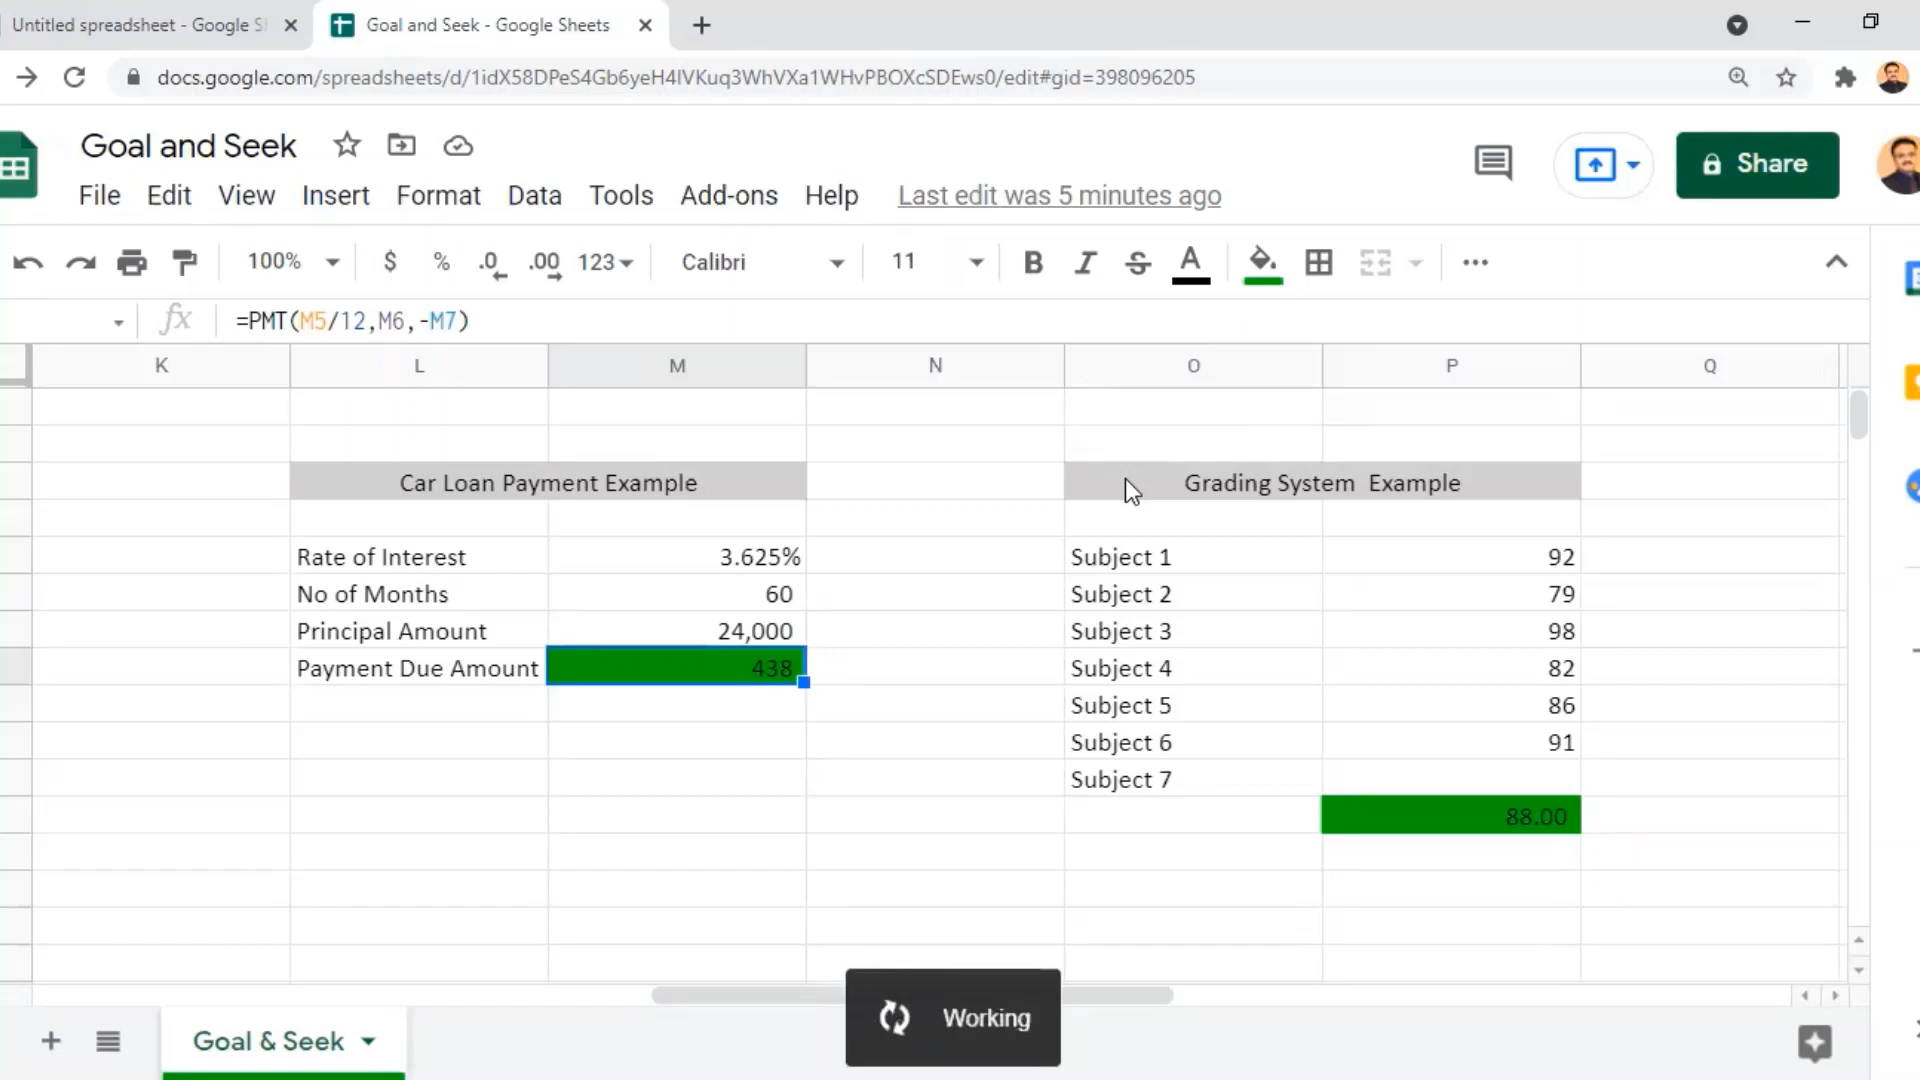 Untitled spreadsheet - Google
Goal and Seek - Google Sheets
docs.google.com/spreadsheets/d/1idX58DPeS4Gb6yeH4lVKuq3WhVXa1WHvPBOXcSDEws0/edit#gid=398096205
Goal and Seek
Share
File Edit View Insert Format Data Tools Add-ons Help Last edit was 5 minutes ago
100% $ % .0 .00 123 Calibri 11 B I S A
fx =PMT(M5/12,M6,-M7)
K L M N O P Q
Car Loan Payment Example Grading System Example
Rate of Interest 3.625% Subject 1 92
No of Months 60 Subject 2 79
Principal Amount 24,000 Subject 3 98
Payment Due Amount 438 Subject 4 82
Subject 5 86
Subject 6 91
Subject 7
88.00
Working
Goal & Seek